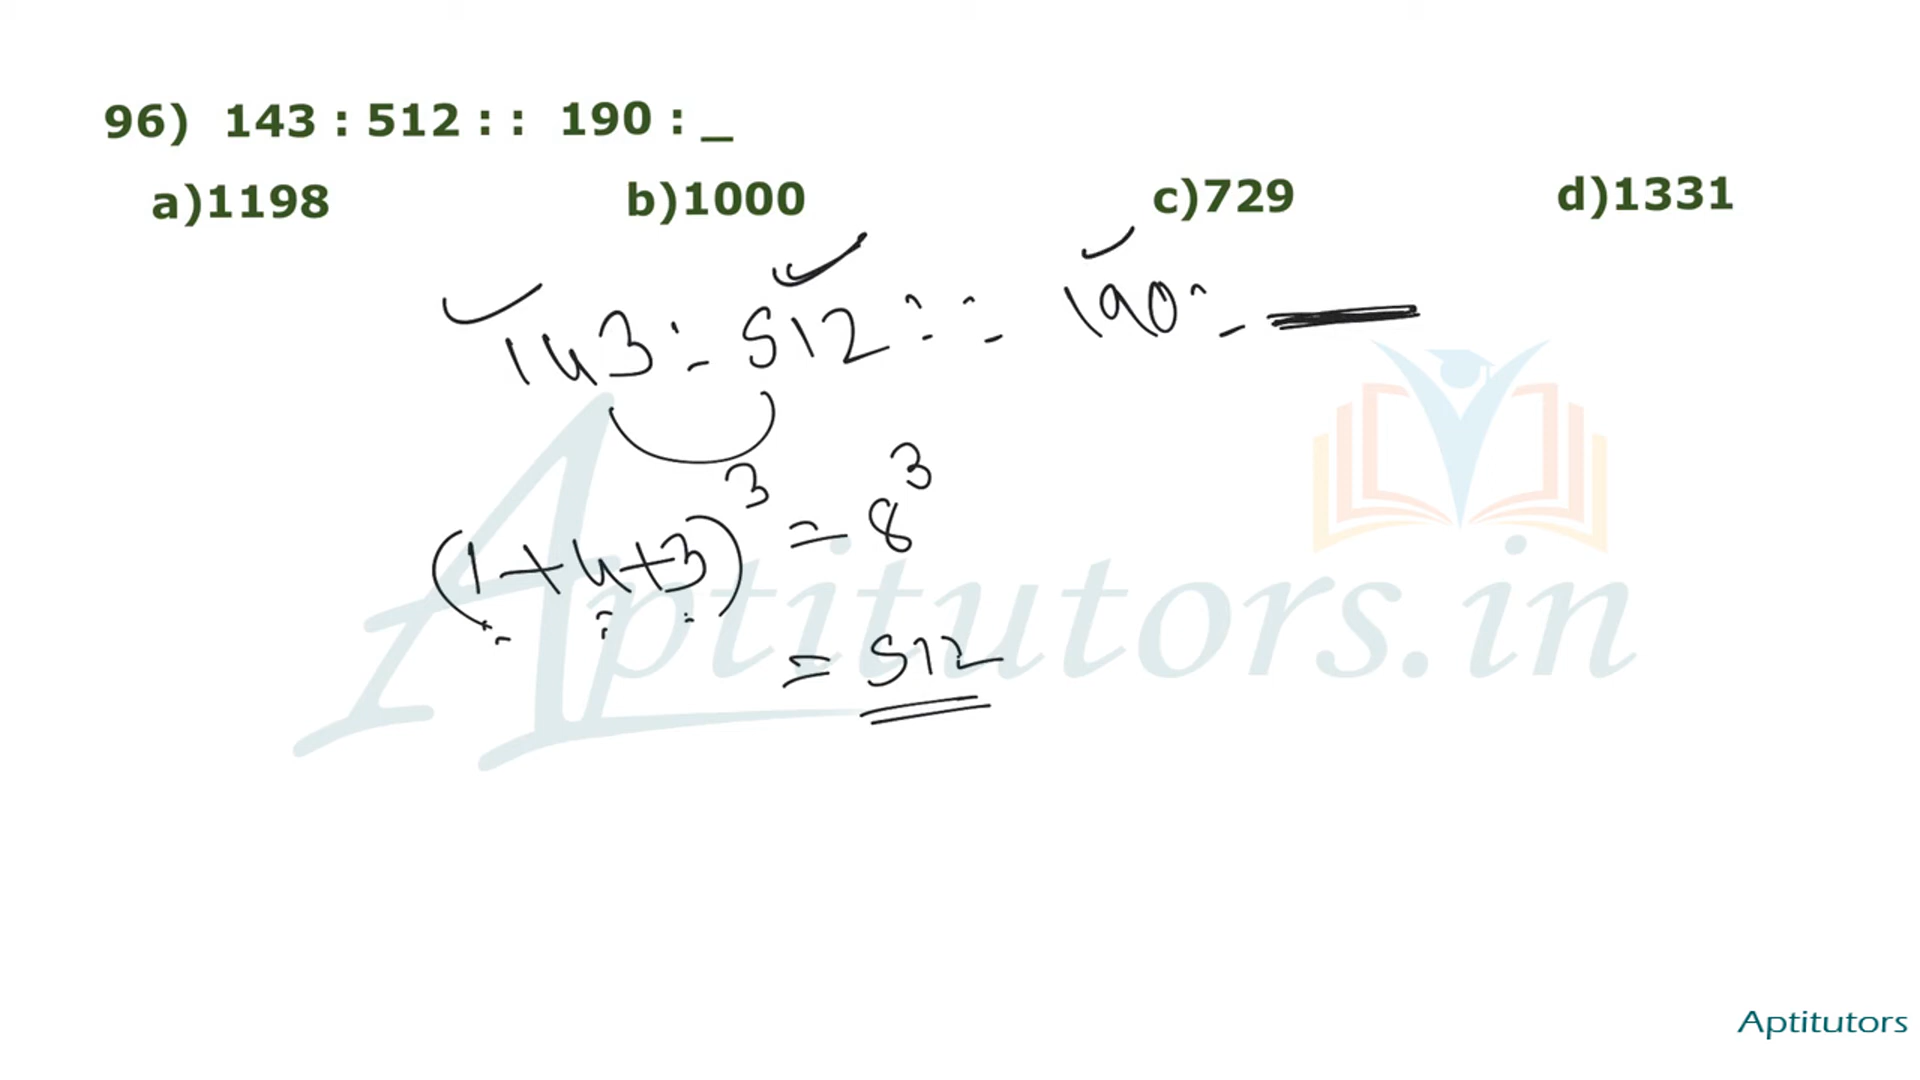 96) 143 : 512 : : 190 : _
a)1198 b)1000 c)729 d)1331
143 : 512 : : 190 :
(1+4+3)³ = 8³
= 512
Aptitutors.in
Aptitutors